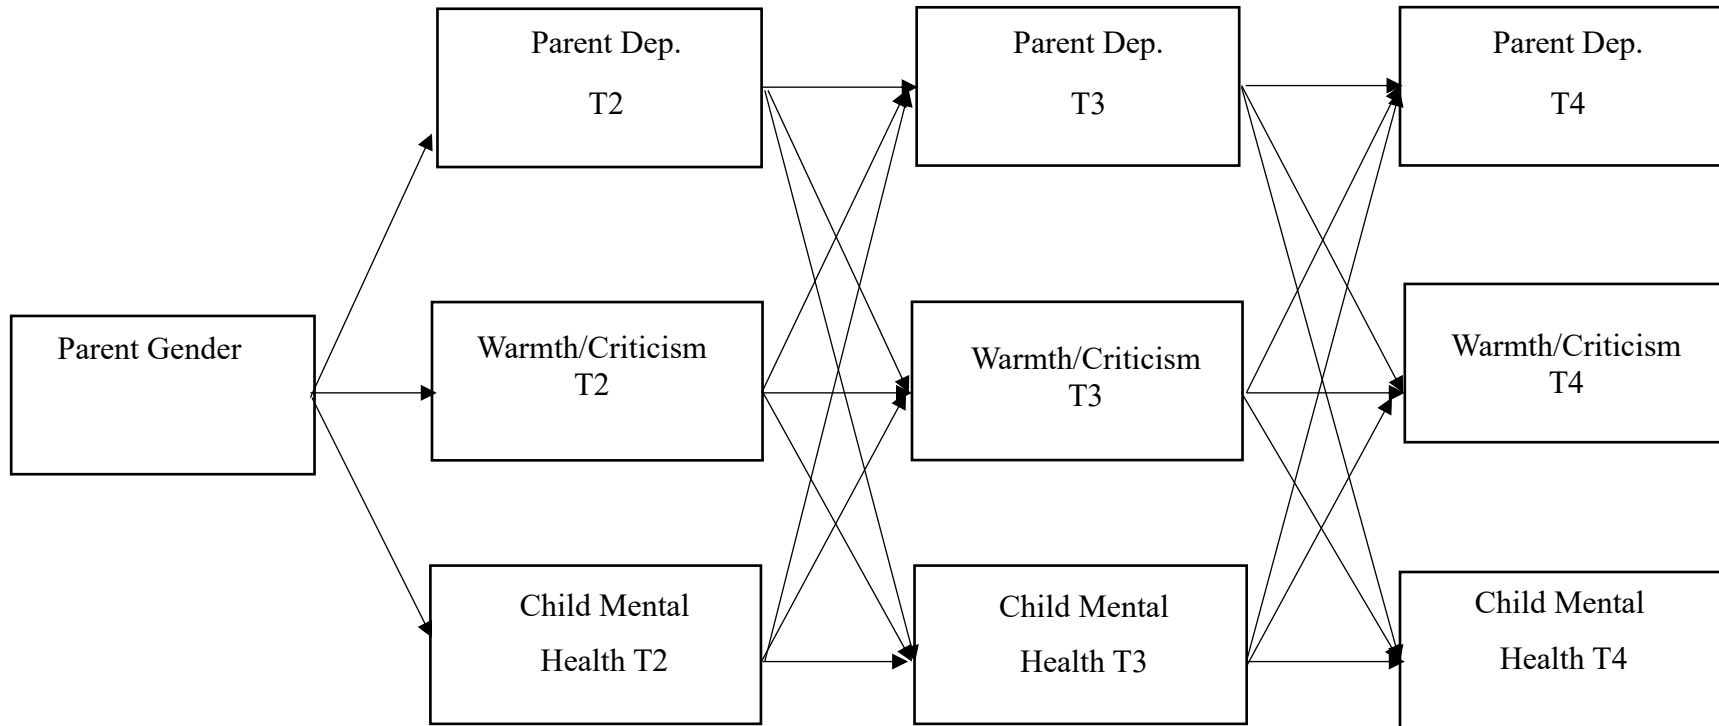 Parent Dep.
T2
Parent Dep.
T3
Parent Dep.
T4
Parent Gender
Warmth/Criticism
T2
Warmth/Criticism
T3
Warmth/Criticism
T4
Child Mental
Health T2
Child Mental
Health T3
Child Mental
Health T4